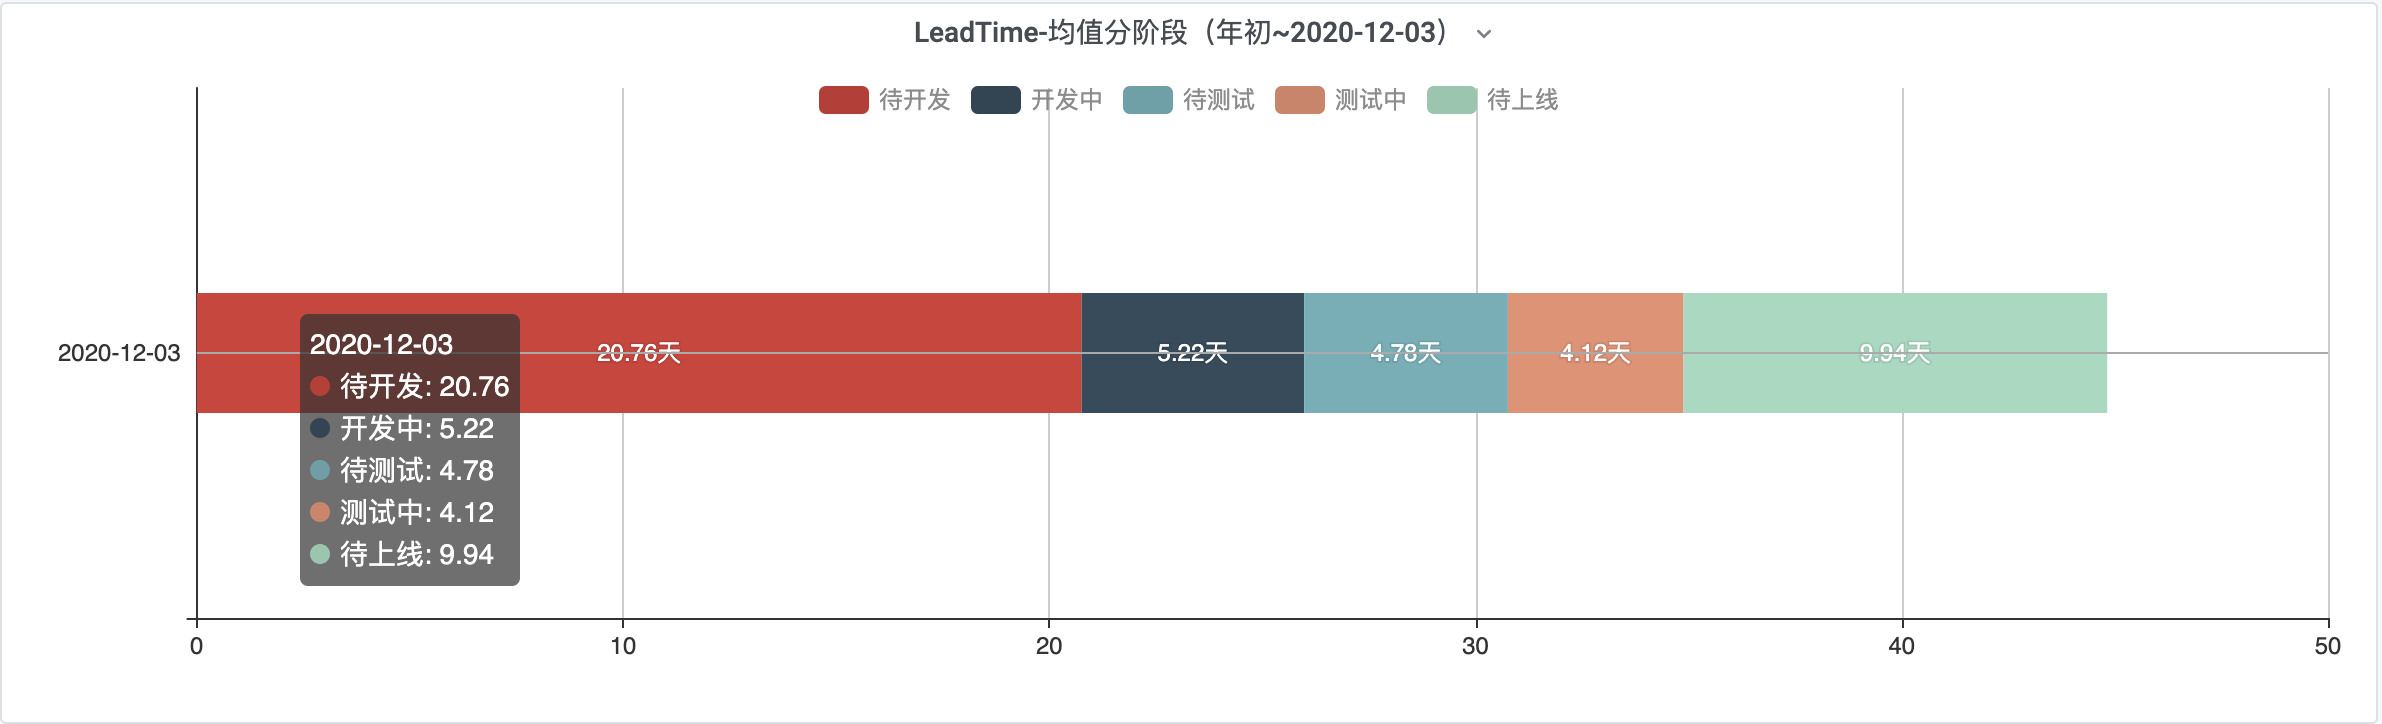 LeadTime-均值分阶段（年初~2020-12-03）
待开发 开发中 待测试 测试中 待上线
2020-12-03
20.76天 5.22天 4.78天 4.12天 9.94天
2020-12-03
待开发: 20.76
开发中: 5.22
待测试: 4.78
测试中: 4.12
待上线: 9.94
0 10 20 30 40 50